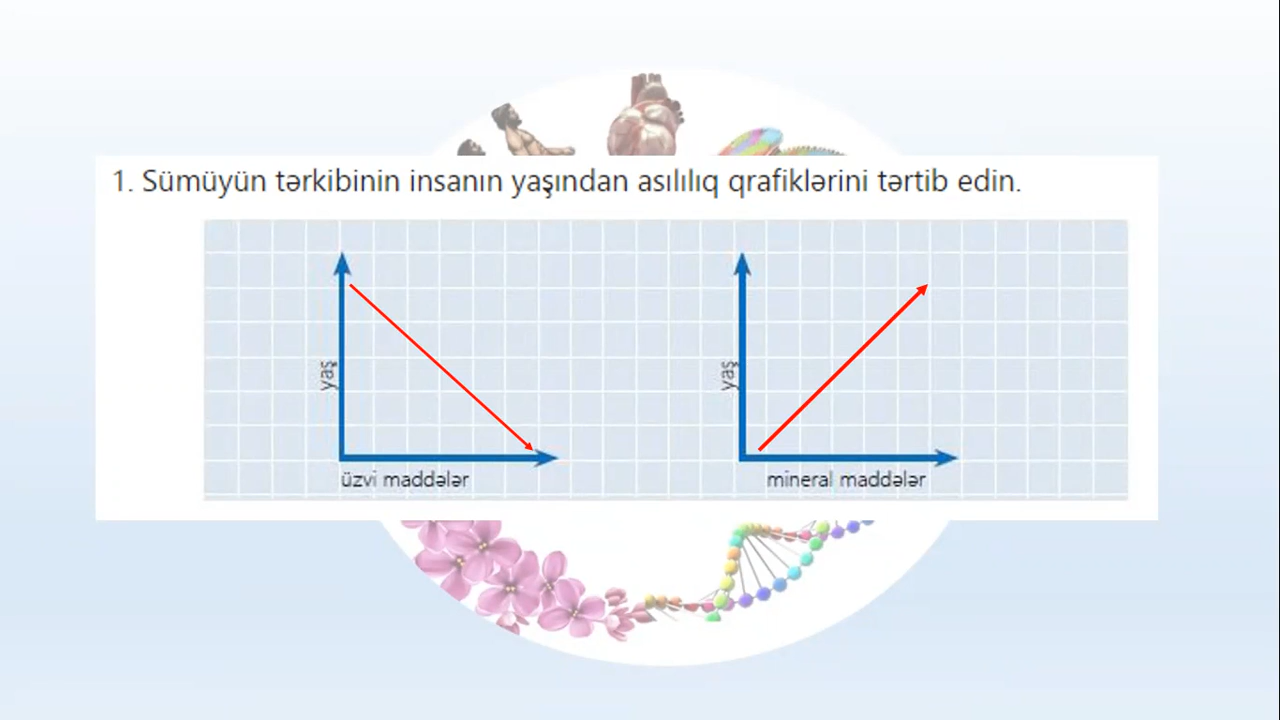 1. Sümüyün tərkibinin insanın yaşından asılılıq qrafiklərini tərtib edin.
yaş
üzvi maddələr
yaş
mineral maddələr